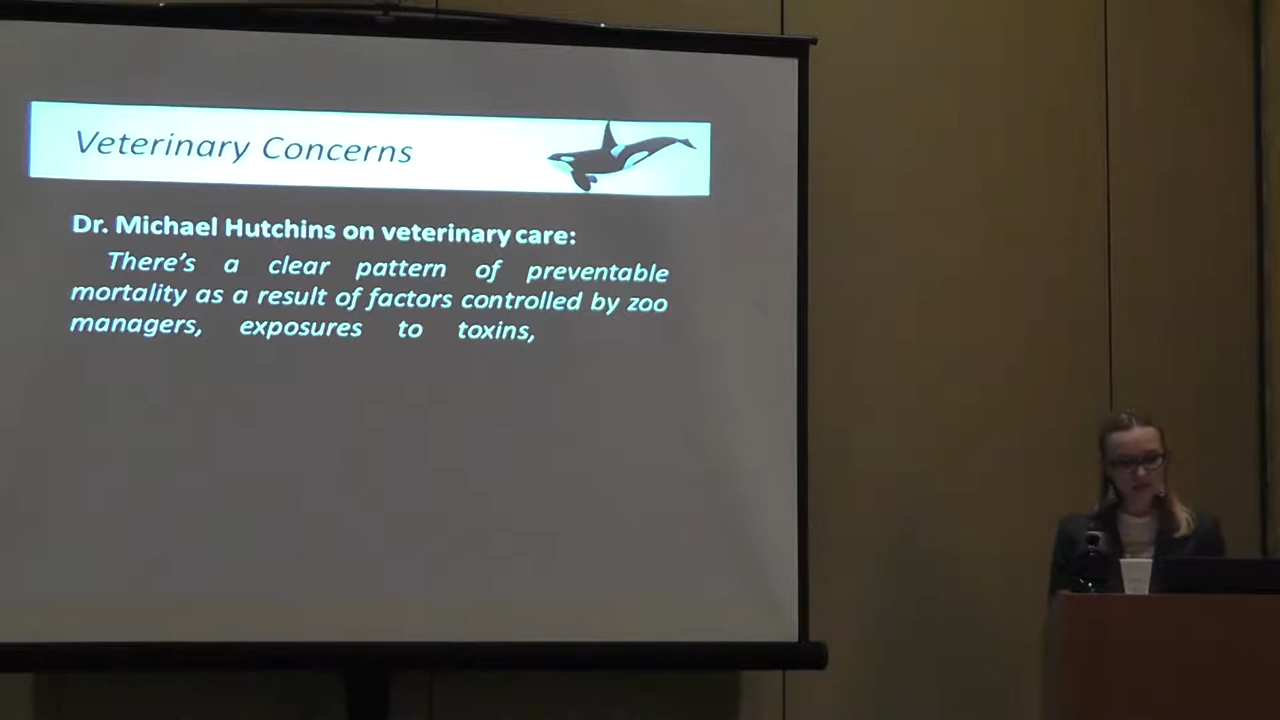 Veterinary Concerns
Dr. Michael Hutchins on veterinary care:
There's a clear pattern of preventable
mortality as a result of factors controlled by zoo
managers, exposures to toxins,